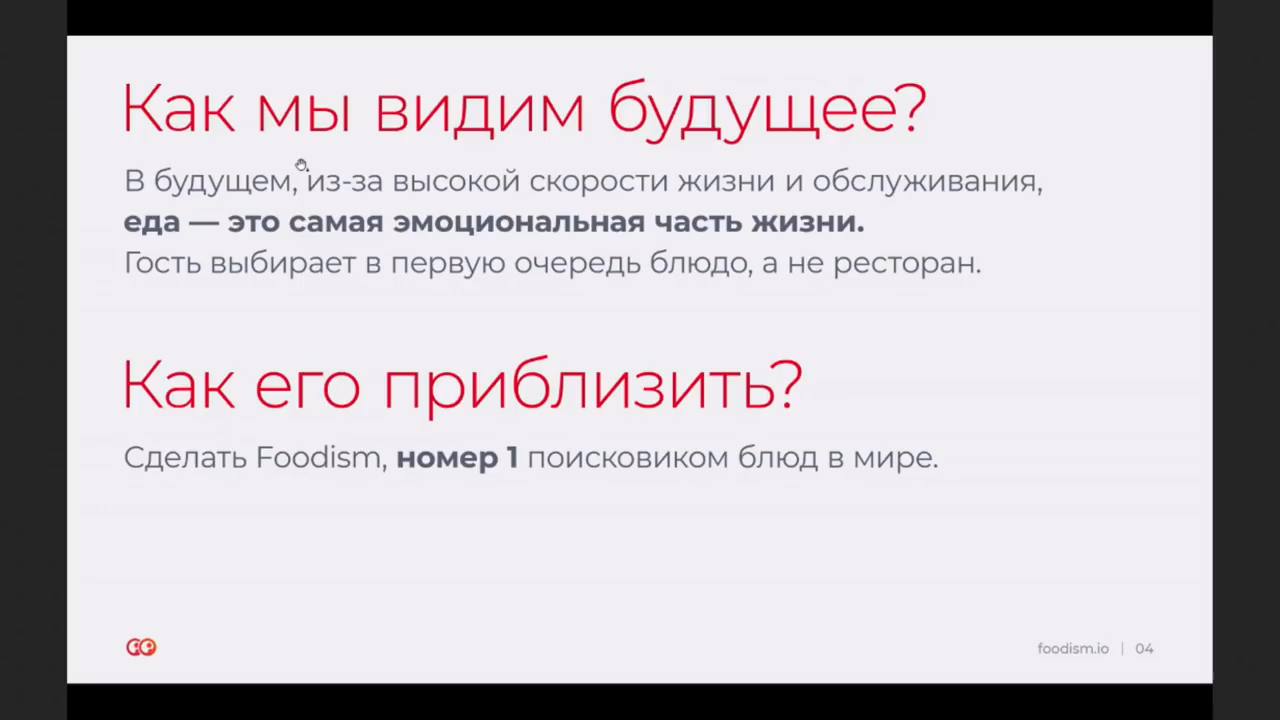 Как мы видим будущее?
В будущем, из-за высокой скорости жизни и обслуживания,
еда — это самая эмоциональная часть жизни.
Гость выбирает в первую очередь блюдо, а не ресторан.
Как его приблизить?
Сделать Foodism, номер 1 поисковиком блюд в мире.
foodism.io | 04